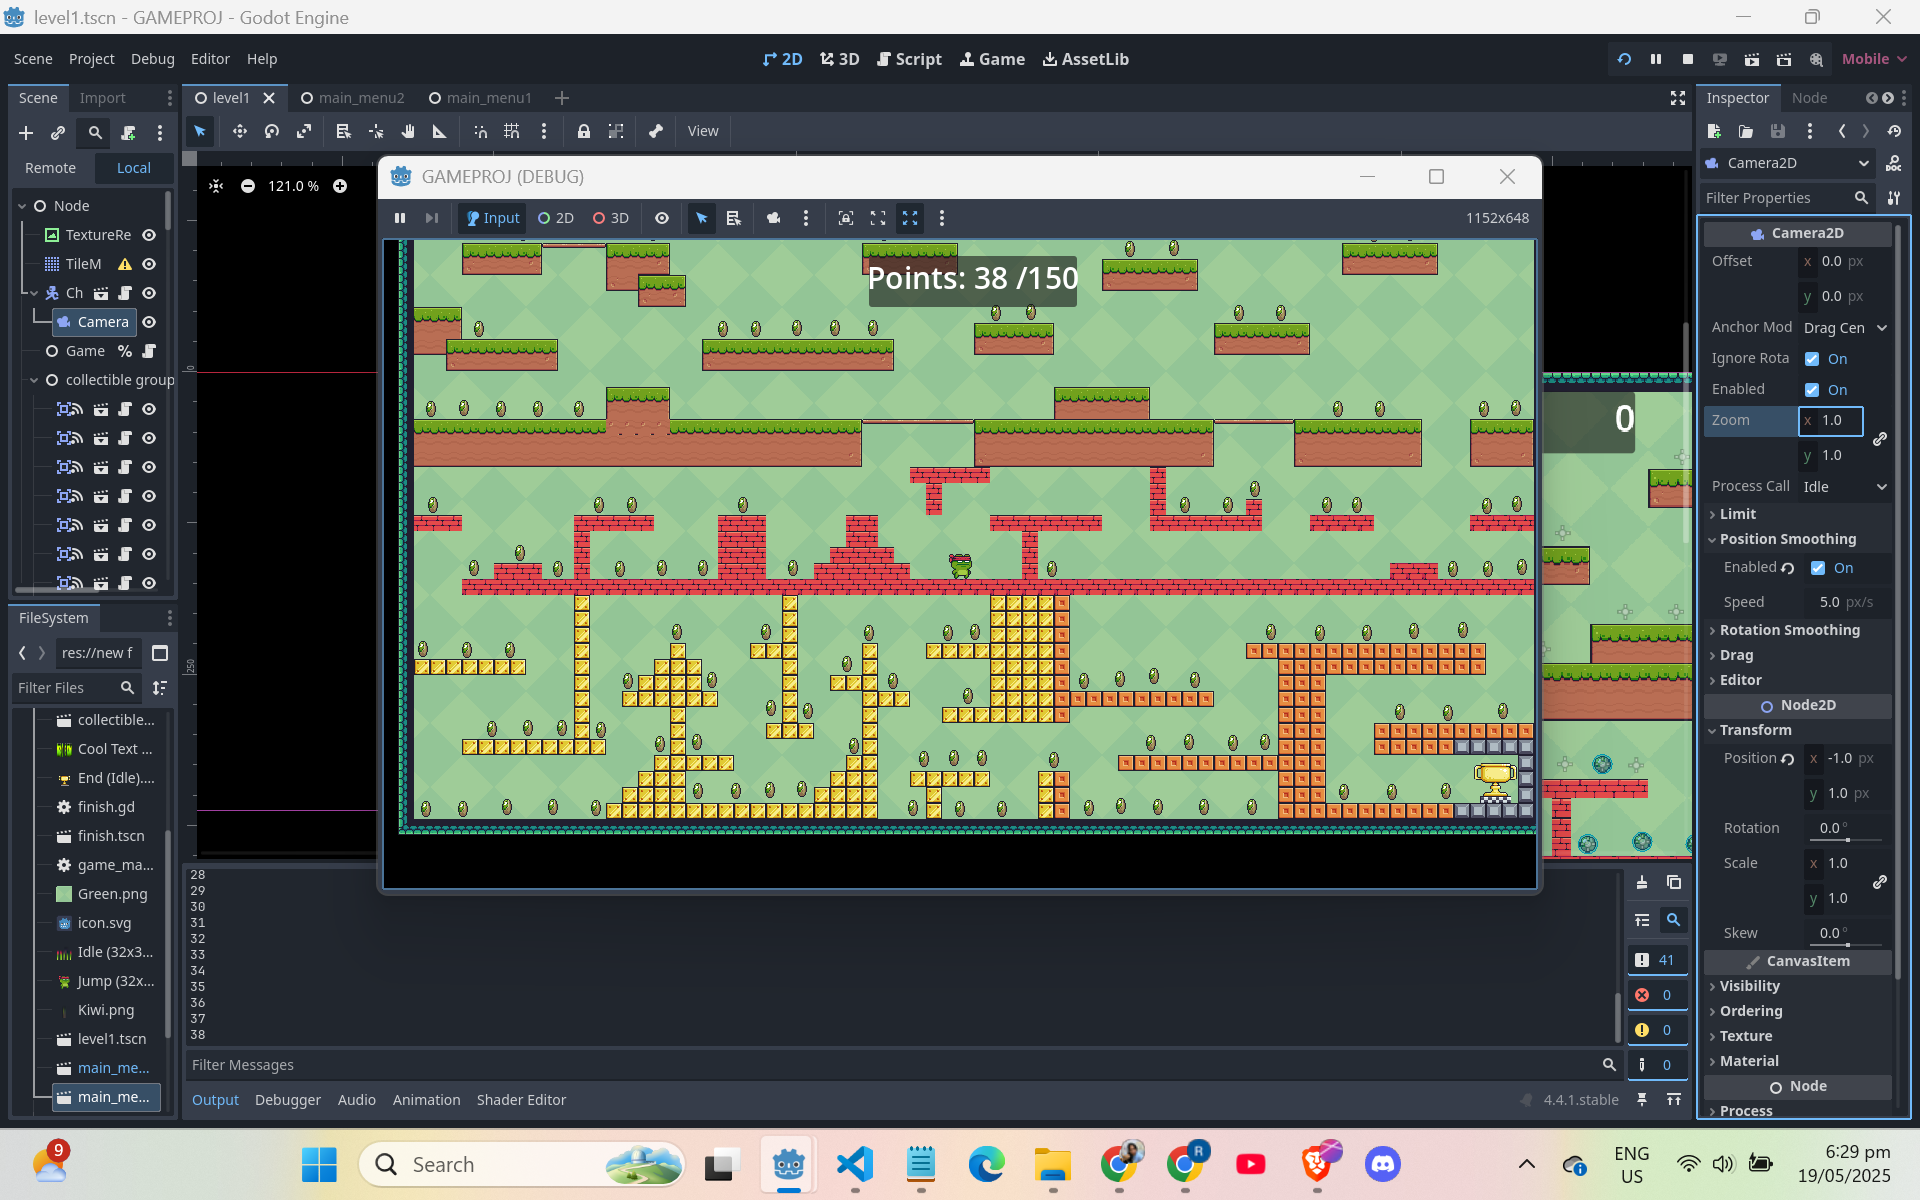 level1.tscn - GAMEPROJ - Godot Engine
Scene Project Debug Editor Help
2D 3D Script Game AssetLib
Mobile
Scene Import
level1 main_menu2 main_menu1
Inspector Node
View
Remote Local
Camera2D
121.0 %
GAMEPROJ (DEBUG)
Filter Properties
Node
Input 2D 3D
1152x648
TextureRe
TileM
Ch
Camera
Game
collectible group
Points: 38 /150
0
Camera2D
Offset x 0.0 px
y 0.0 px
Anchor Mod Drag Cen
Ignore Rota On
Enabled On
Zoom x 1.0
y 1.0
Process Call Idle
Limit
Position Smoothing
Enabled On
Speed 5.0 px/s
Rotation Smoothing
Drag
Editor
Node2D
Transform
Position x -1.0 px
y 1.0 px
Rotation 0.0 °
Scale x 1.0
y 1.0
Skew 0.0 °
CanvasItem
Visibility
Ordering
Texture
Material
Node
Process
FileSystem
res://new f
Filter Files
collectible...
Cool Text ...
End (Idle)....
finish.gd
finish.tscn
game_ma...
Green.png
icon.svg
Idle (32x3...
Jump (32x...
Kiwi.png
level1.tscn
main_me...
main_me...
0
250
28
29
30
31
32
33
34
35
36
37
38
41
0
0
0
Filter Messages
Output Debugger Audio Animation Shader Editor
4.4.1.stable
9
Search
R
ENG
US
6:29 pm
19/05/2025